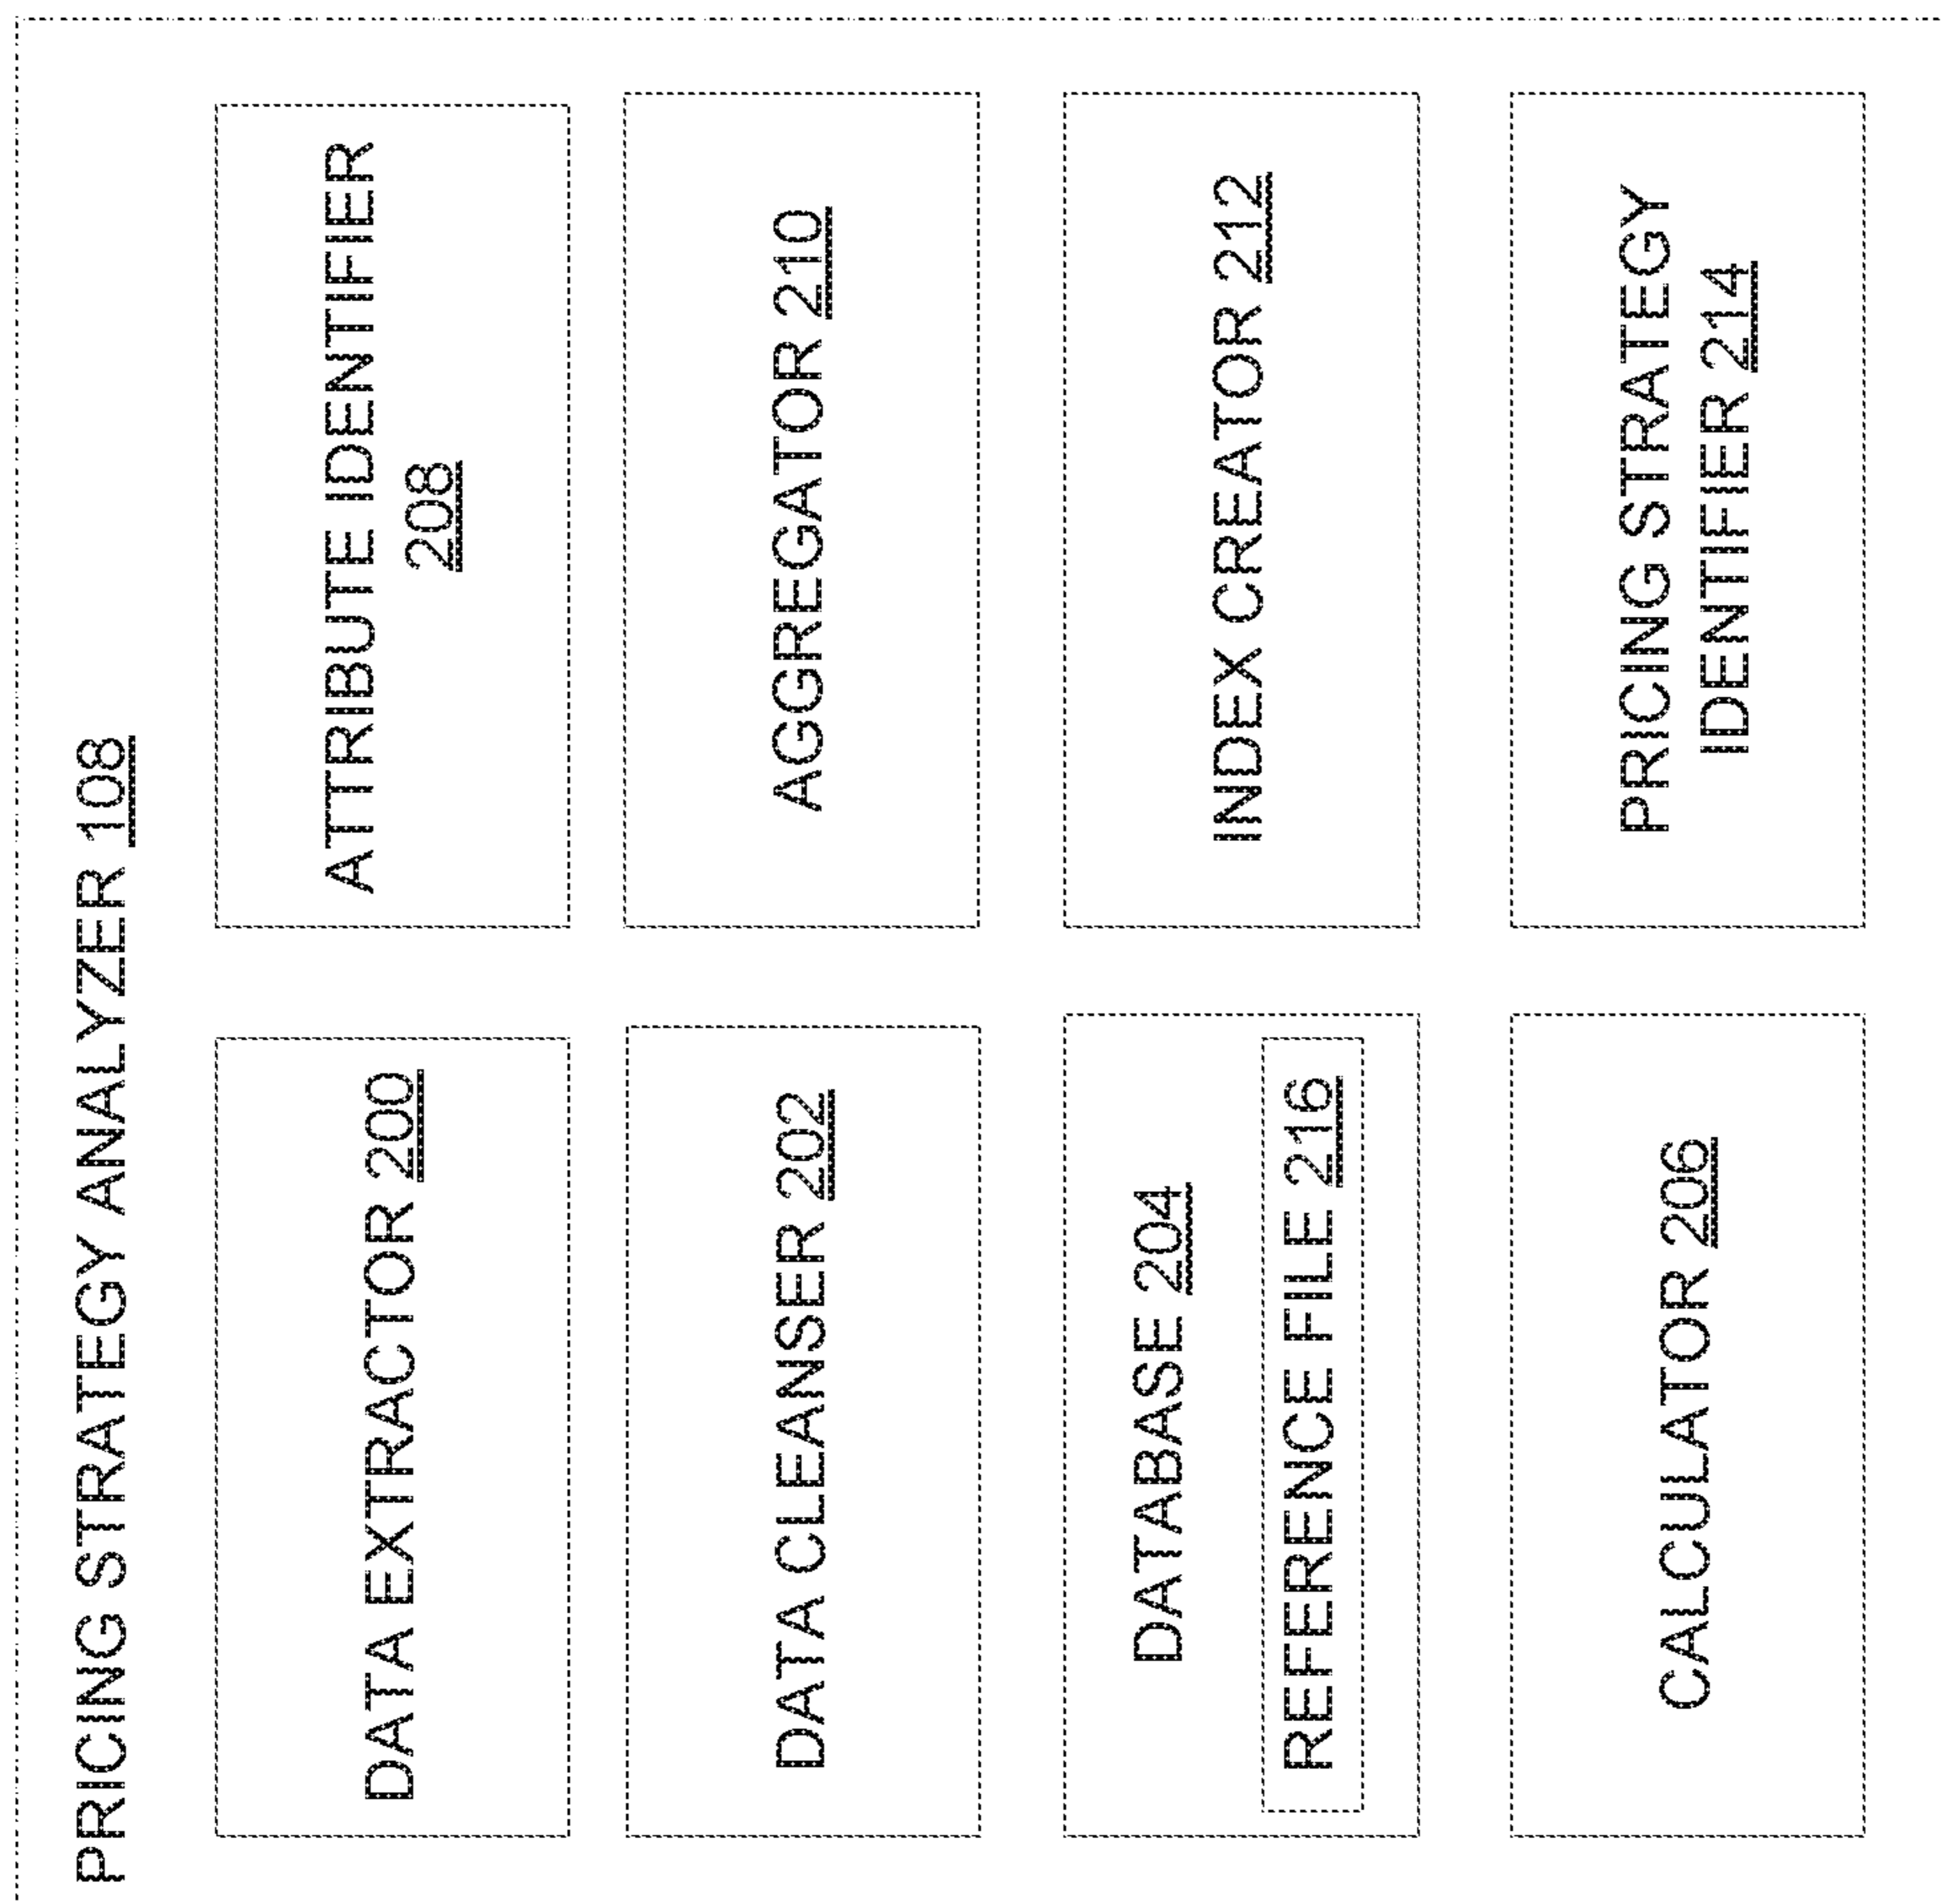 PRICING STRATEGY ANALYZER 108
DATA EXTRACTOR 200
DATA CLEANSER 202
DATABASE 204
REFERENCE FILE 216
CALCULATOR 206
ATTRIBUTE IDENTIFIER
208
AGGREGATOR 210
INDEX CREATOR 212
PRICING STRATEGY
IDENTIFIER 214